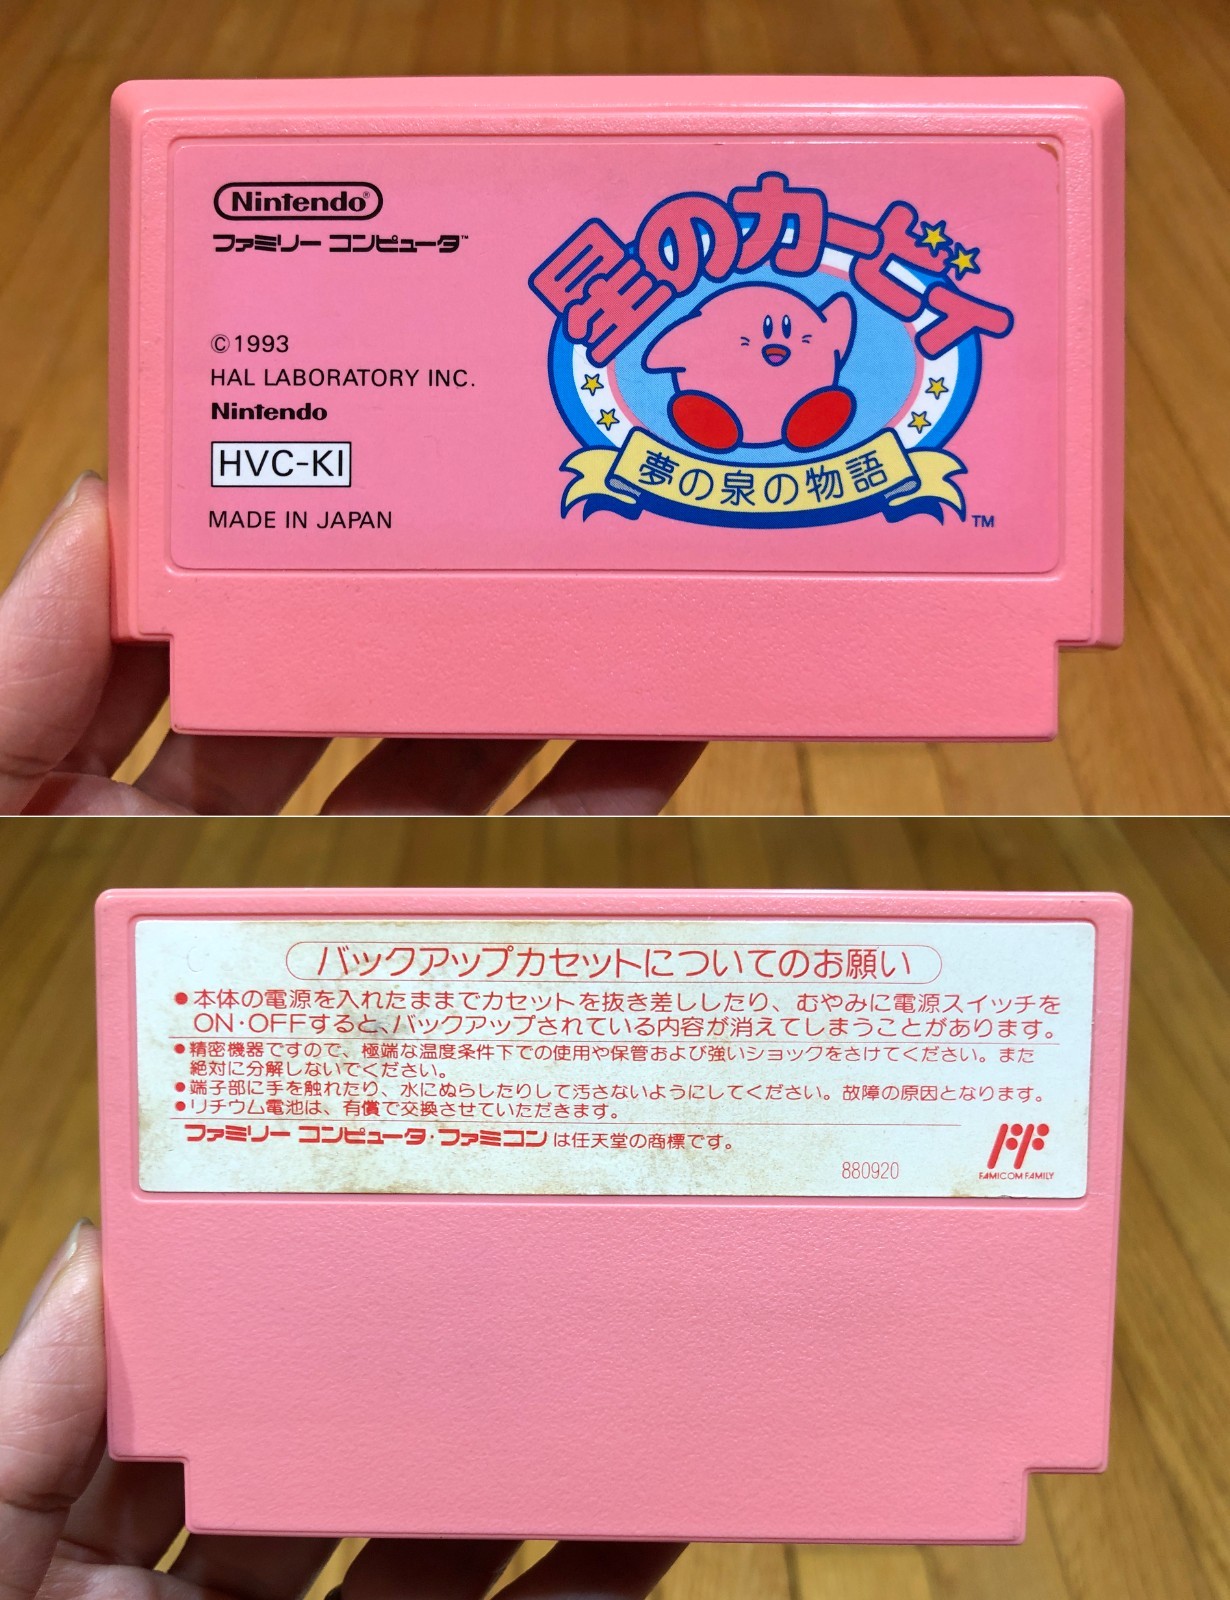 Nintendo®
ファミリー コンピュータ™
©1993
HAL LABORATORY INC.
Nintendo
HVC-KI
MADE IN JAPAN
星のカービィ
夢の泉の物語
TM
バックアップカセットについてのお願い
●本体の電源を入れたままでカセットを抜き差ししたり、むやみに電源スイッチを
ON・OFFすると、バックアップされている内容が消えてしまうことがあります。
●精密機器ですので、極端な温度条件下での使用や保管および強いショックをさけてください。また
絶対に分解しないでください。
●端子部に手を触れたり、水にぬらしたりして汚さないようにしてください。故障の原因となります。
●リチウム電池は、有償で交換させていただきます。
ファミリー コンピュータ・ファミコンは任天堂の商標です。
880920
FAMICOM FAMILY